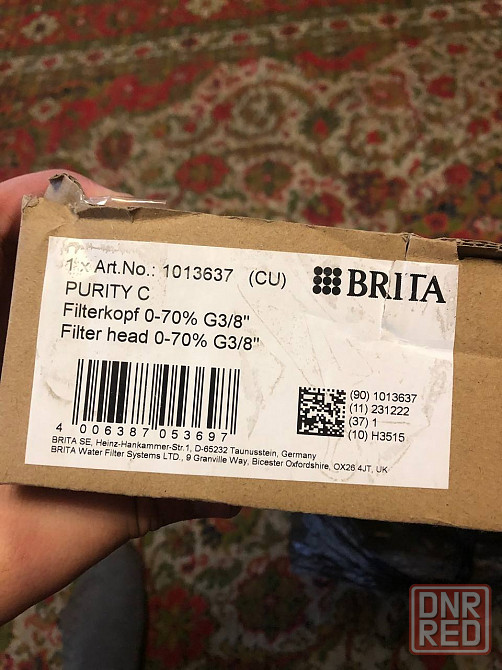 1 x Art.No.: 1013637 (CU)
BRITA
PURITY C
Filterkopf 0-70% G3/8"
Filter head 0-70% G3/8"
4 006387 053697
(90) 1013637
(11) 231222
(37) 1
(10) H3515
BRITA SE, Heinz-Hankammer-Str.1, D-65232 Taunusstein, Germany
BRITA Water Filter Systems LTD., 9 Granville Way, Bicester Oxfordshire, OX26 4JT, UK
DNR
RED